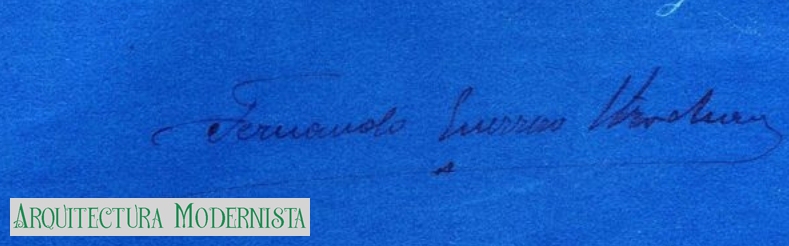 Fernando Guerrero Strachan
ARQUITECTURA MODERNISTA